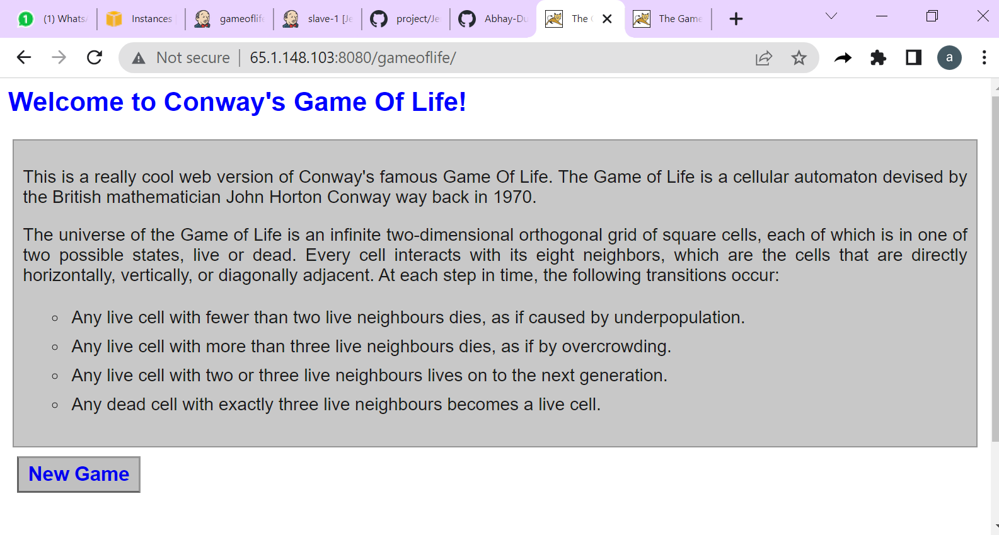 1 (1) Whats Instances gameoflife slave-1 [Je project/Je Abhay-Du The The Game
Not secure 65.1.148.103:8080/gameoflife/ a
Welcome to Conway's Game Of Life!
This is a really cool web version of Conway's famous Game Of Life. The Game of Life is a cellular automaton devised by
the British mathematician John Horton Conway way back in 1970.
The universe of the Game of Life is an infinite two-dimensional orthogonal grid of square cells, each of which is in one of
two possible states, live or dead. Every cell interacts with its eight neighbors, which are the cells that are directly
horizontally, vertically, or diagonally adjacent. At each step in time, the following transitions occur:
Any live cell with fewer than two live neighbours dies, as if caused by underpopulation.
Any live cell with more than three live neighbours dies, as if by overcrowding.
Any live cell with two or three live neighbours lives on to the next generation.
Any dead cell with exactly three live neighbours becomes a live cell.
New Game